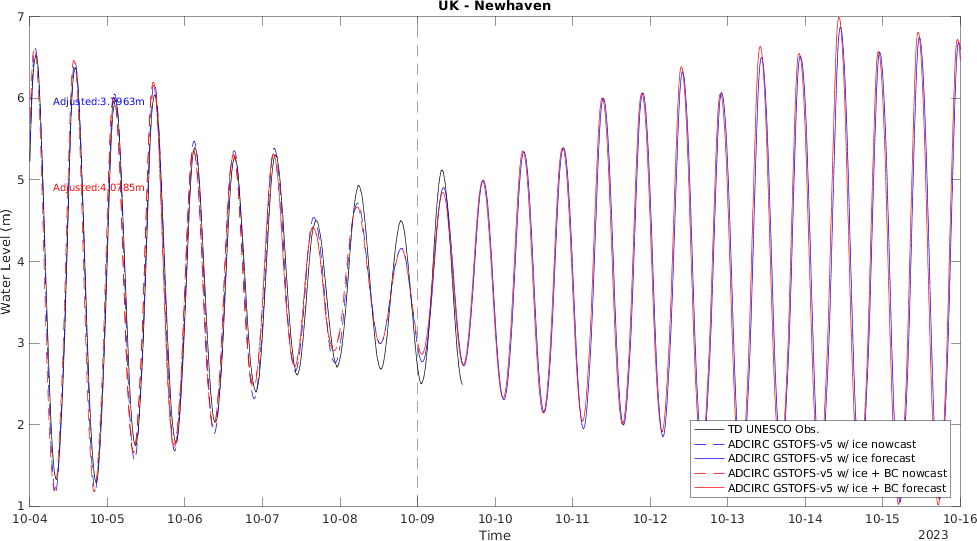 UK - Newhaven
7
6
5
4
3
2
1
Water Level (m)
Adjusted:3.7963m
Adjusted:4.0785m
TD UNESCO Obs.
ADCIRC GSTOFS-v5 w/ ice nowcast
ADCIRC GSTOFS-v5 w/ ice forecast
ADCIRC GSTOFS-v5 w/ ice + BC nowcast
ADCIRC GSTOFS-v5 w/ ice + BC forecast
10-04 10-05 10-06 10-07 10-08 10-09 10-10 10-11 10-12 10-13 10-14 10-15 10-16
Time
2023